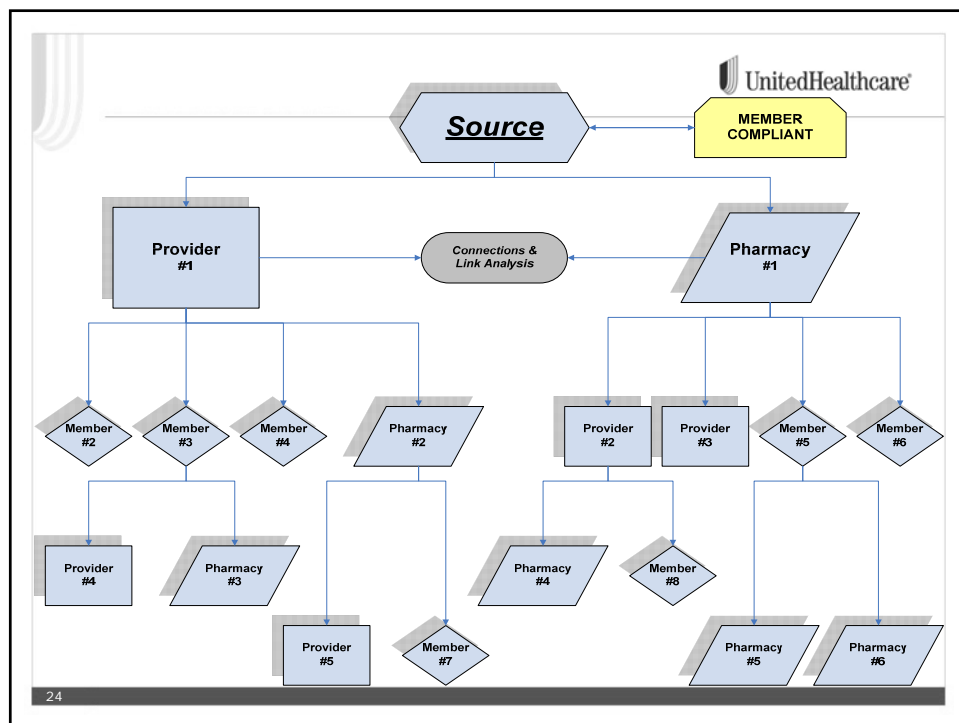 UnitedHealthcare®
Source
MEMBER
COMPLIANT
Provider
#1
Connections &
Link Analysis
Pharmacy
#1
Member
#2
Member
#3
Member
#4
Pharmacy
#2
Provider
#2
Provider
#3
Member
#5
Member
#6
Provider
#4
Pharmacy
#3
Pharmacy
#4
Member
#8
Provider
#5
Member
#7
Pharmacy
#5
Pharmacy
#6
24